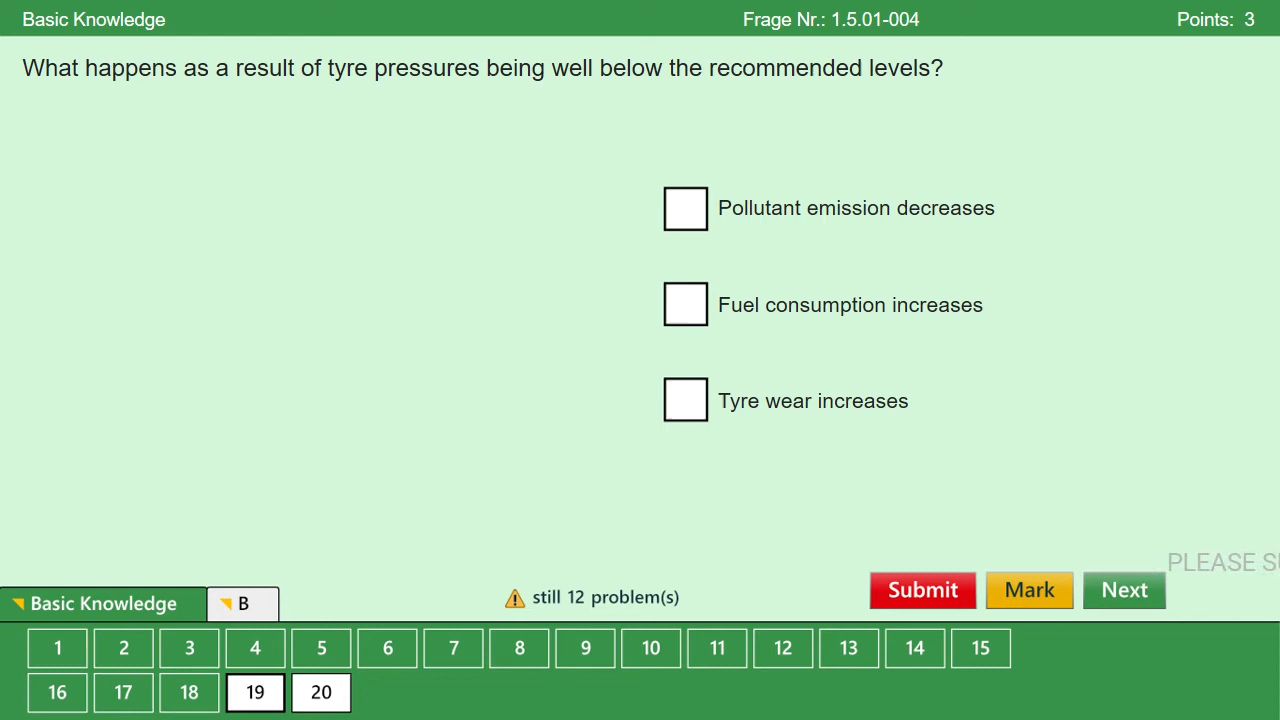 Basic Knowledge Frage Nr.: 1.5.01-004 Points: 3
What happens as a result of tyre pressures being well below the recommended levels?
Pollutant emission decreases
Fuel consumption increases
Tyre wear increases
PLEASE
Submit Mark Next
Basic Knowledge B still 12 problem(s)
1 2 3 4 5 6 7 8 9 10 11 12 13 14 15
16 17 18 19 20